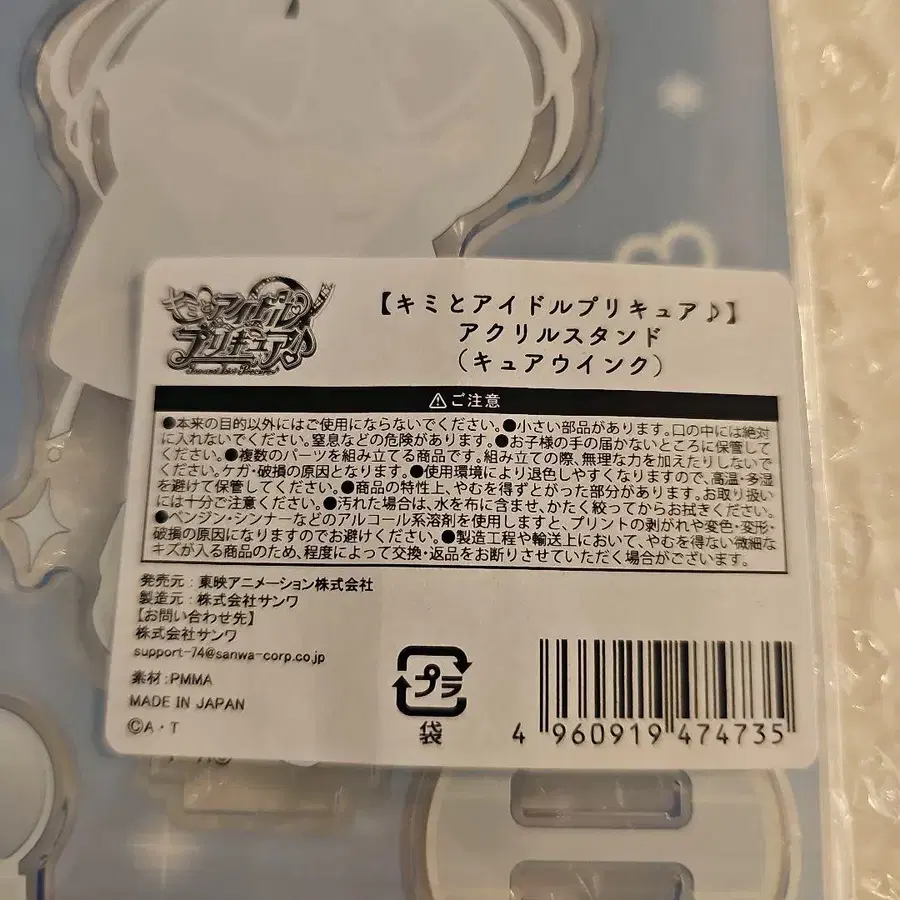 キミとアイドル
プリキュア♪
You and Idol Precure
【キミとアイドルプリキュア♪】
アクリルスタンド
(キュアウインク)
⚠ご注意
●本来の目的以外にはご使用にならないでください。●小さい部品があります。口の中には絶対
に入れないでください。窒息などの危険があります。●お子様の手の届かないところに保管して
ください。●複数のパーツを組み立てる商品です。組み立ての際、無理な力を加えたりしないで
ください。ケガ・破損の原因となります。●使用環境により退色しやすくなりますので、高温・多湿
を避けて保管してください。●商品の特性上、やむを得ずとがった部分があります。お取り扱い
には十分ご注意ください。●汚れた場合は、水を布に含ませ、かたく絞ってからお拭きください。
●ベンジン・シンナーなどのアルコール系溶剤を使用しますと、プリントの剥がれや変色・変形・
破損の原因になりますのでお避けください。●製造工程や輸送上において、やむを得ない微細な
キズが入る商品のため、程度によって交換・返品をお断りさせていただく場合がございます。
発売元：東映アニメーション株式会社
製造元：株式会社サンワ
【お問い合わせ先】
株式会社サンワ
support-74@sanwa-corp.co.jp
素材：PMMA
MADE IN JAPAN
©A・T
プラ
袋
4 960919 474735